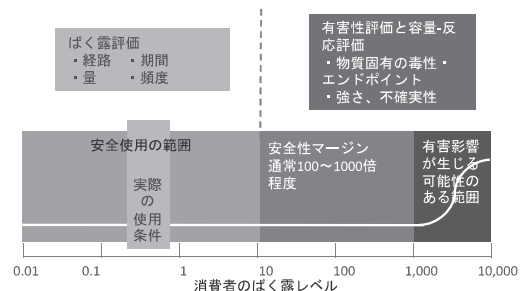 ばく露評価
・経路　・期間
・量　　・頻度
有害性評価と容量-反
応評価
・物質固有の毒性・
エンドポイント
・強さ、不確実性
安全使用の範囲
実際
の
使用
条件
安全性マージン
通常100～1000倍
程度
有害影響
が生じる
可能性の
ある範囲
0.01　0.1　1　10　100　1,000　10,000
消費者のばく露レベル